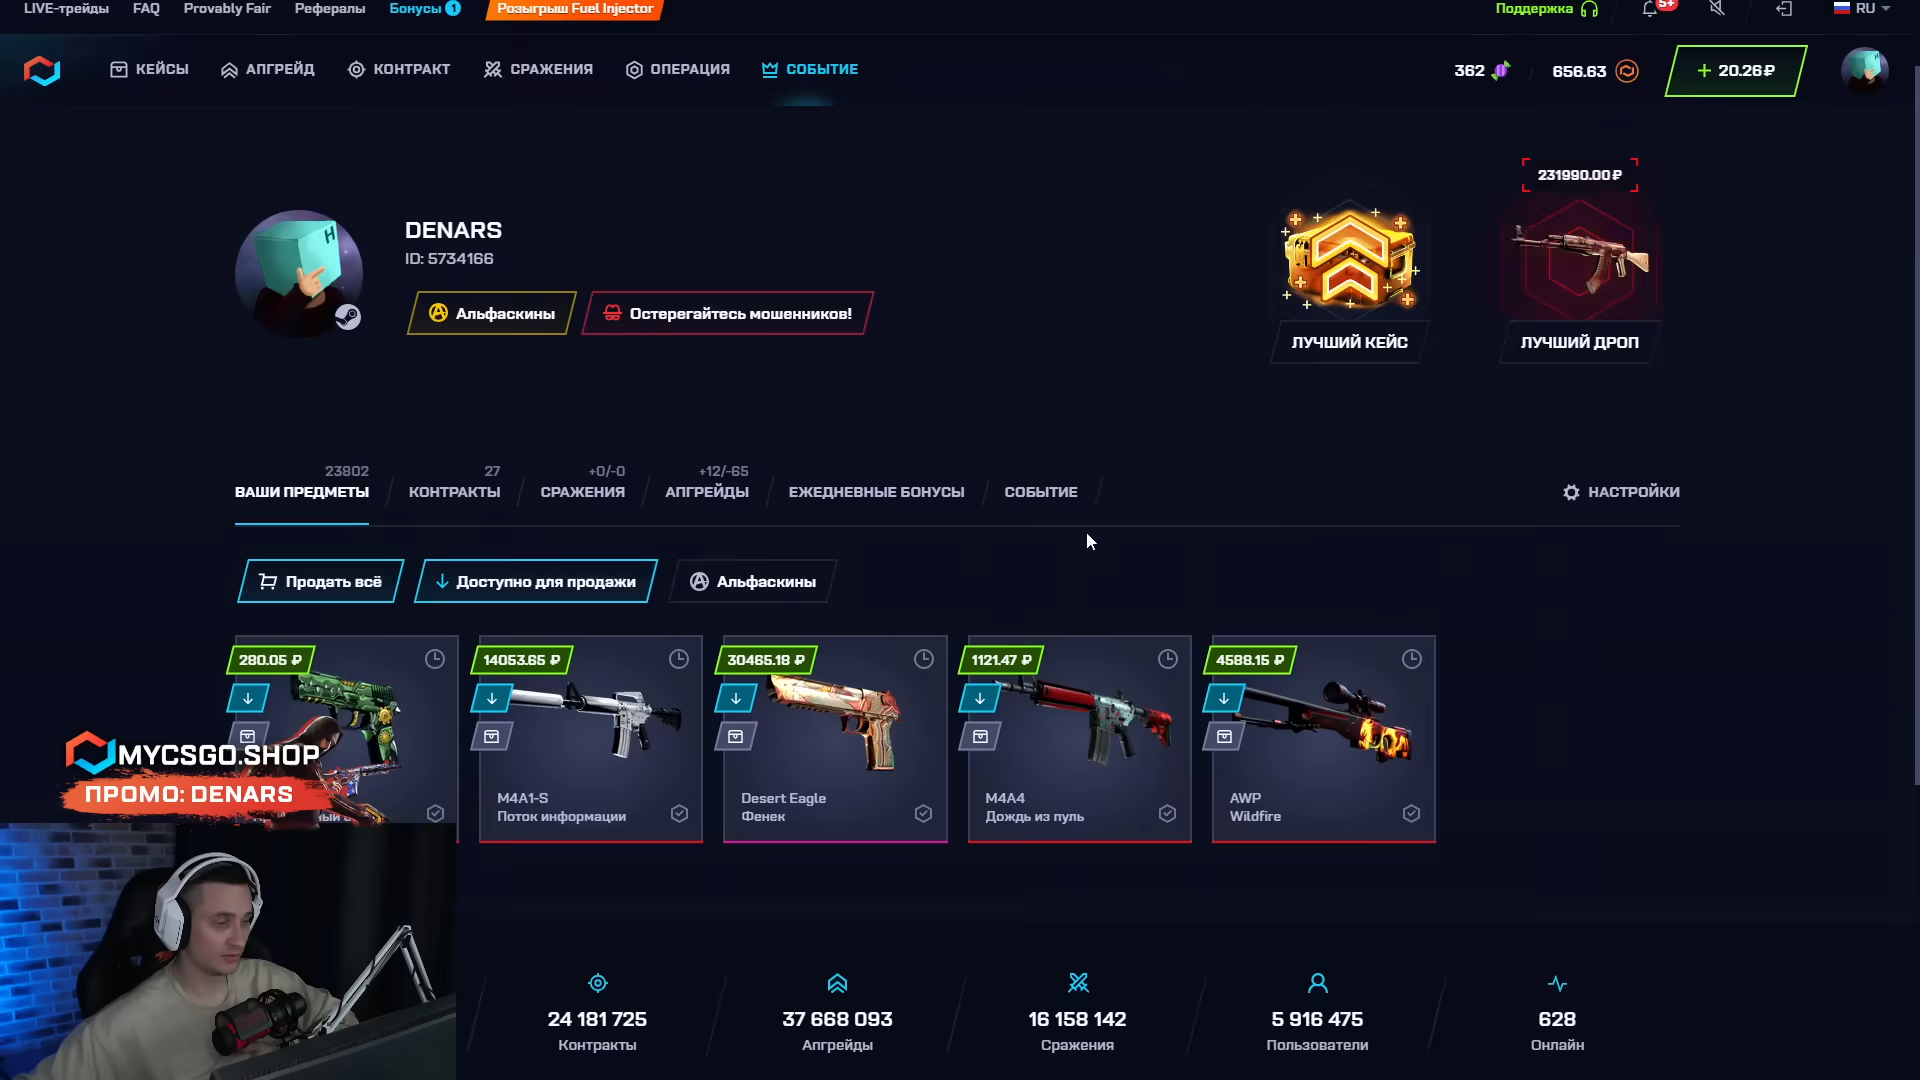 LIVE-трейды FAQ Provably Fair Рефералы Бонусы 1 Розыгрыш Fuel Injector Поддержка 5+ RU
КЕЙСЫ АПГРЕЙД КОНТРАКТ СРАЖЕНИЯ ОПЕРАЦИЯ СОБЫТИЕ 362 656.63 + 20.26 ₽
231990.00 ₽
DENARS
ID: 5734166
Альфаскины Остерегайтесь мошенников!
ЛУЧШИЙ КЕЙС ЛУЧШИЙ ДРОП
23802 27 +0/-0 +12/-65
ВАШИ ПРЕДМЕТЫ КОНТРАКТЫ СРАЖЕНИЯ АПГРЕЙДЫ ЕЖЕДНЕВНЫЕ БОНУСЫ СОБЫТИЕ НАСТРОЙКИ
Продать всё Доступно для продажи Альфаскины
280.05 ₽ 14053.65 ₽ 30465.18 ₽ 1121.47 ₽ 4588.15 ₽
MYCSGO.SHOP
ПРОМО: DENARS
M4A1-S Desert Eagle M4A4 AWP
Поток информации Фенек Дождь из пуль Wildfire
24 181 725 37 668 093 16 158 142 5 916 475 628
Контракты Апгрейды Сражения Пользователи Онлайн